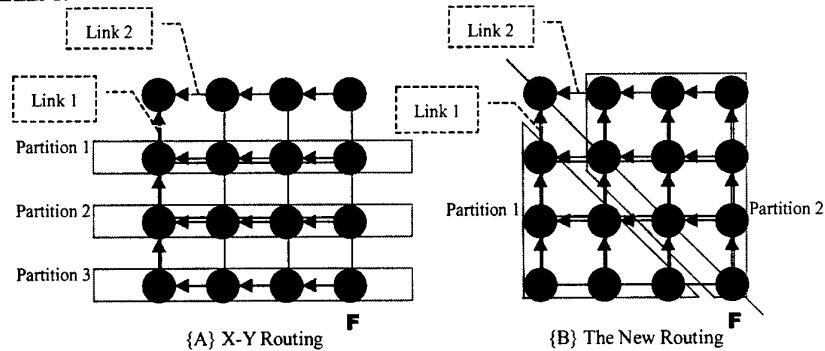 Link 2
Link 1
Partition 1
Partition 2
Partition 3
F
{A} X-Y Routing
Link 2
Link 1
Partition 1
Partition 2
F
{B} The New Routing